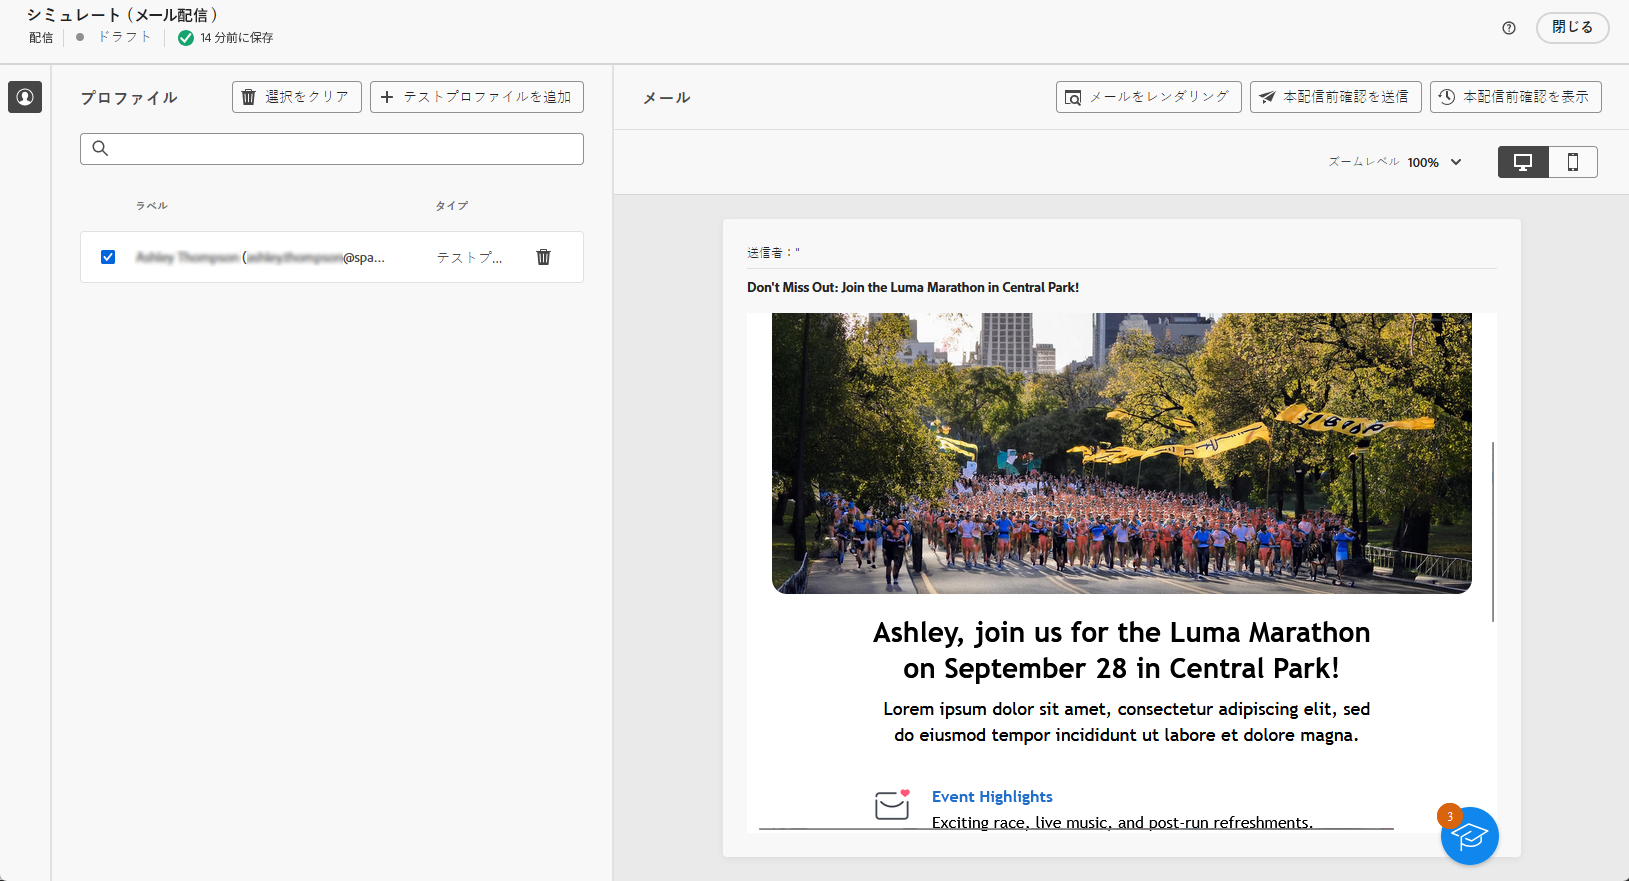 シミュレート（メール配信）
配信 ドラフト 14 分前に保存
閉じる
プロファイル
選択をクリア
テストプロファイルを追加
ラベル タイプ
(
@spa... テストプ...
メール
メールをレンダリング
本配信前確認を送信
本配信前確認を表示
ズームレベル 100%
送信者："
Don't Miss Out: Join the Luma Marathon in Central Park!
Ashley, join us for the Luma Marathon
on September 28 in Central Park!
Lorem ipsum dolor sit amet, consectetur adipiscing elit, sed
do eiusmod tempor incididunt ut labore et dolore magna.
Event Highlights
Exciting race, live music, and post-run refreshments.
3